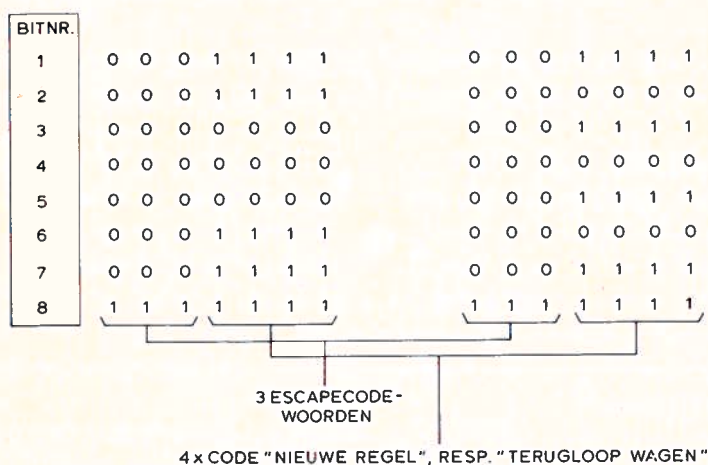 BITNR.
1 0 0 0 1 1 1 1 0 0 0 1 1 1 1
2 0 0 0 1 1 1 1 0 0 0 0 0 0 0
3 0 0 0 0 0 0 0 0 0 0 1 1 1 1
4 0 0 0 0 0 0 0 0 0 0 0 0 0 0
5 0 0 0 0 0 0 0 0 0 0 1 1 1 1
6 0 0 0 1 1 1 1 0 0 0 0 0 0 0
7 0 0 0 1 1 1 1 0 0 0 1 1 1 1
8 1 1 1 1 1 1 1 1 1 1 1 1 1 1
3 ESCAPECODE-
WOORDEN
4x CODE "NIEUWE REGEL", RESP. "TERUGLOOP WAGEN"